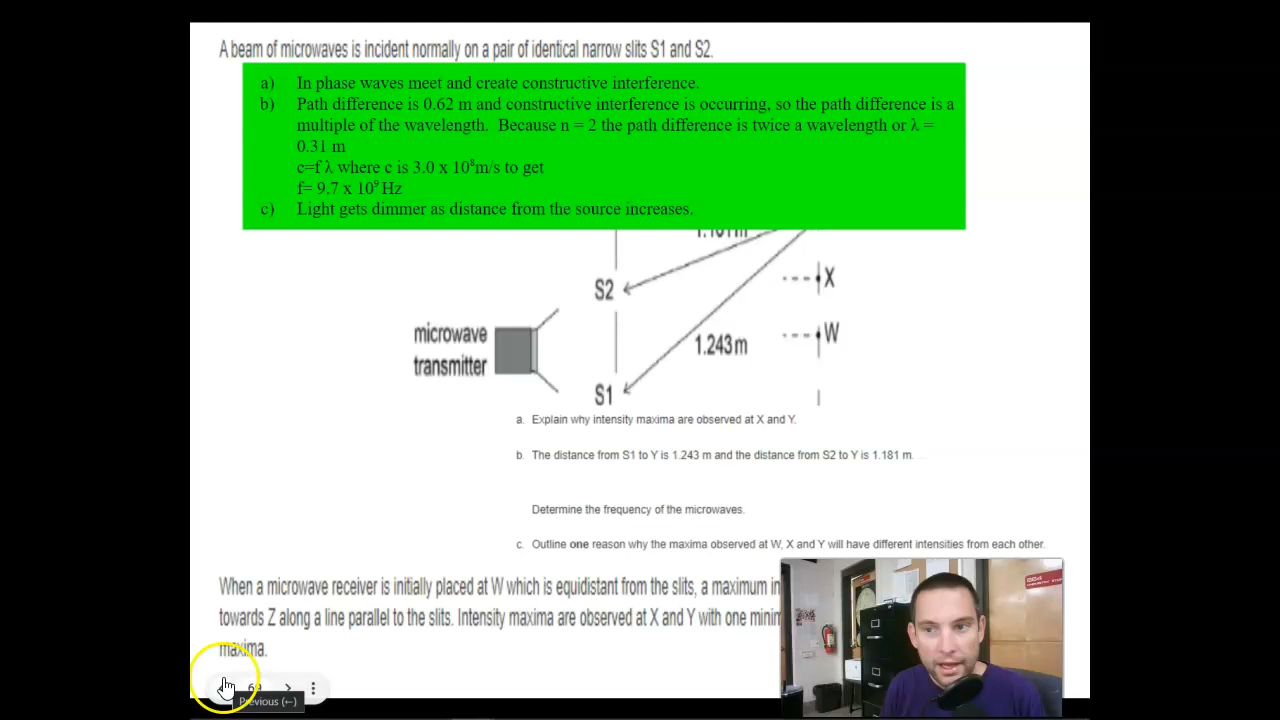 A beam of microwaves is incident normally on a pair of identical narrow slits S1 and S2.
a) In phase waves meet and create constructive interference.
b) Path difference is 0.62 m and constructive interference is occurring, so the path difference is a
multiple of the wavelength. Because n = 2 the path difference is twice a wavelength or λ =
0.31 m
c=f λ where c is 3.0 x 10⁸m/s to get
f= 9.7 x 10⁹ Hz
c) Light gets dimmer as distance from the source increases.
X
S2
microwave
transmitter
W
1.243 m
S1
a. Explain why intensity maxima are observed at X and Y.
b. The distance from S1 to Y is 1.243 m and the distance from S2 to Y is 1.181 m.
Determine the frequency of the microwaves.
c. Outline one reason why the maxima observed at W, X and Y will have different intensities from each other.
When a microwave receiver is initially placed at W which is equidistant from the slits, a maximum in
towards Z along a line parallel to the slits. Intensity maxima are observed at X and Y with one
maxima.
Previous (←)